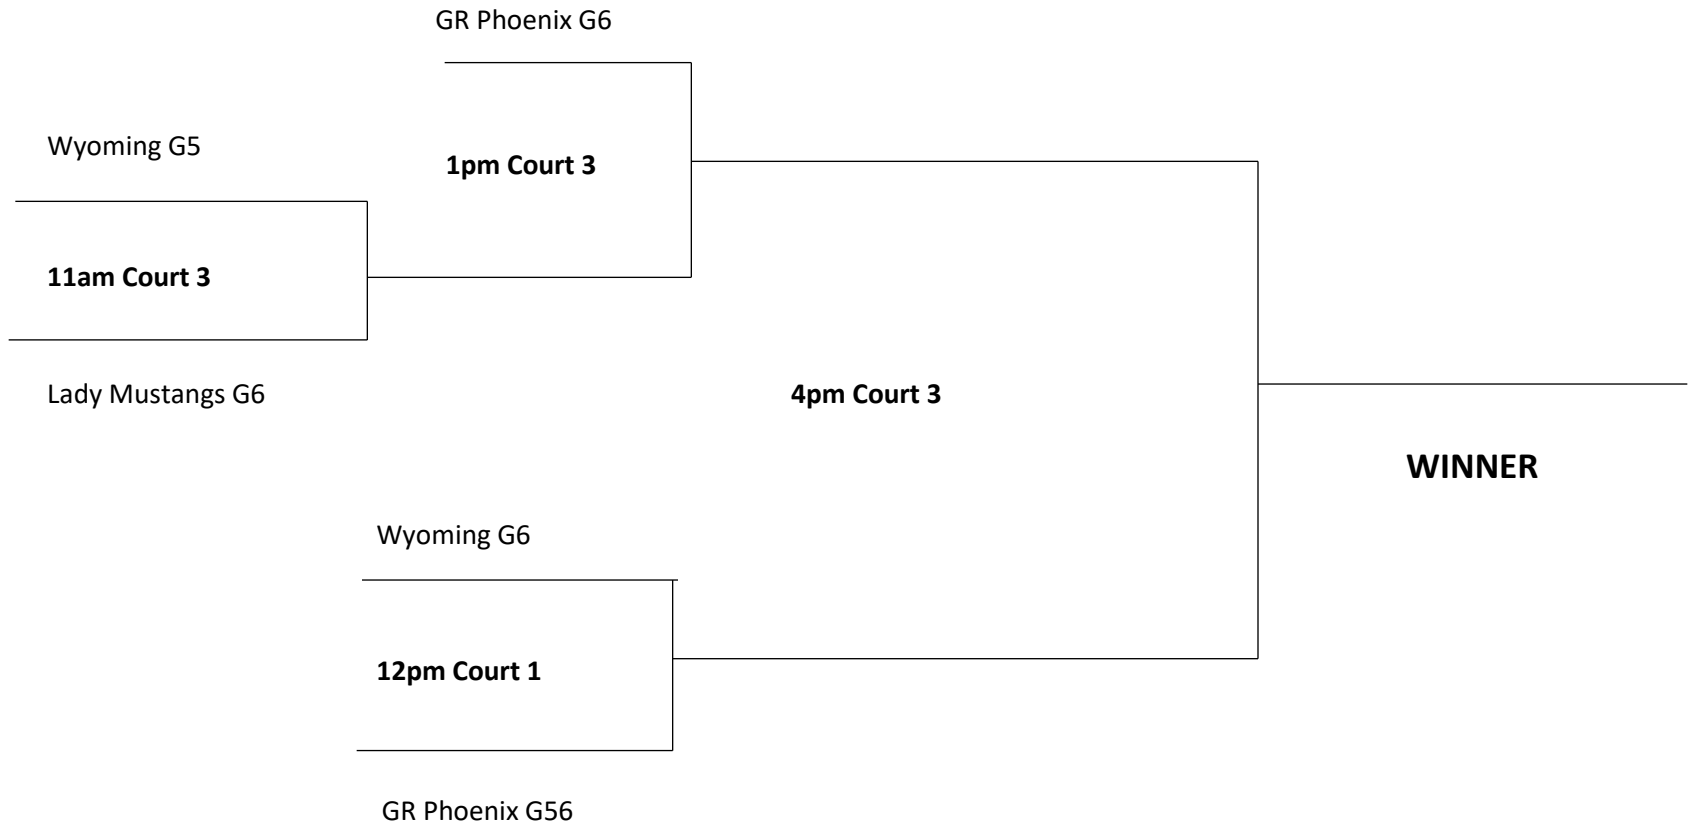 GR Phoenix G6
Wyoming G5
1pm Court 3
11am Court 3
Lady Mustangs G6
4pm Court 3
WINNER
Wyoming G6
12pm Court 1
GR Phoenix G56